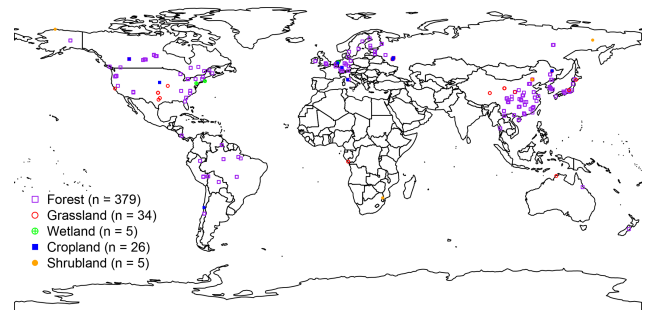 Forest (n = 379)
Grassland (n = 34)
Wetland (n = 5)
Cropland (n = 26)
Shrubland (n = 5)